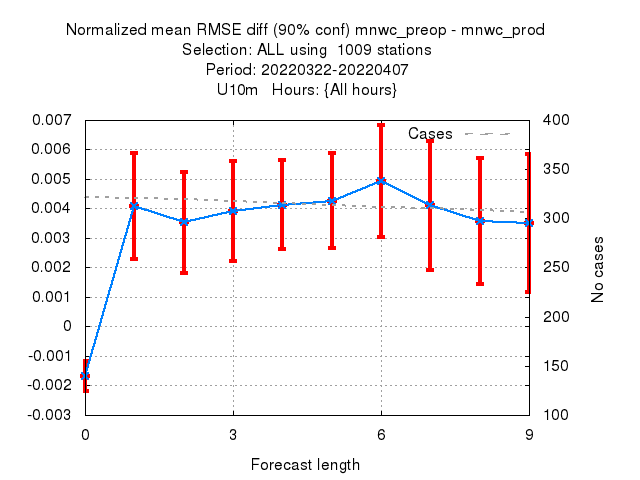 Normalized mean RMSE diff (90% conf) mnwc_preop - mnwc_prod
Selection: ALL using  1009 stations
Period: 20220322-20220407
U10m   Hours: {All hours}
Cases
0.007
0.006
0.005
0.004
0.003
0.002
0.001
0
-0.001
-0.002
-0.003
400
350
300
250
200
150
100
No cases
0 3 6 9
Forecast length